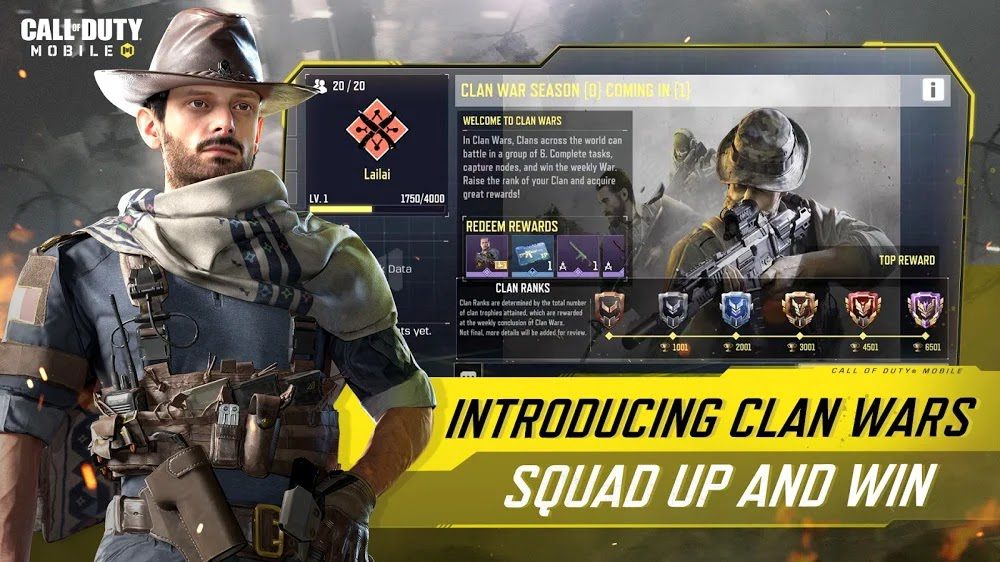 CALL OF DUTY
MOBILE
20 / 20
Lailai
LV. 1 1750/4000
CLAN WAR SEASON {0} COMING IN {1}
WELCOME TO CLAN WARS
In Clan Wars, Clans across the world can
battle in a group of 6. Complete tasks,
capture nodes, and win the weekly War.
Raise the rank of your Clan and acquire
great rewards!
REDEEM REWARDS
1 1
Data
ts yet.
TOP REWARD
CLAN RANKS
Clan Ranks are determined by the total number
of clan trophies attained, which are rewarded
at the weekly conclusion of Clan Wars.
Not final, more details will be added for review.
1001 2001 3001 4501 6501
CALL OF DUTY® MOBILE
INTRODUCING CLAN WARS
SQUAD UP AND WIN